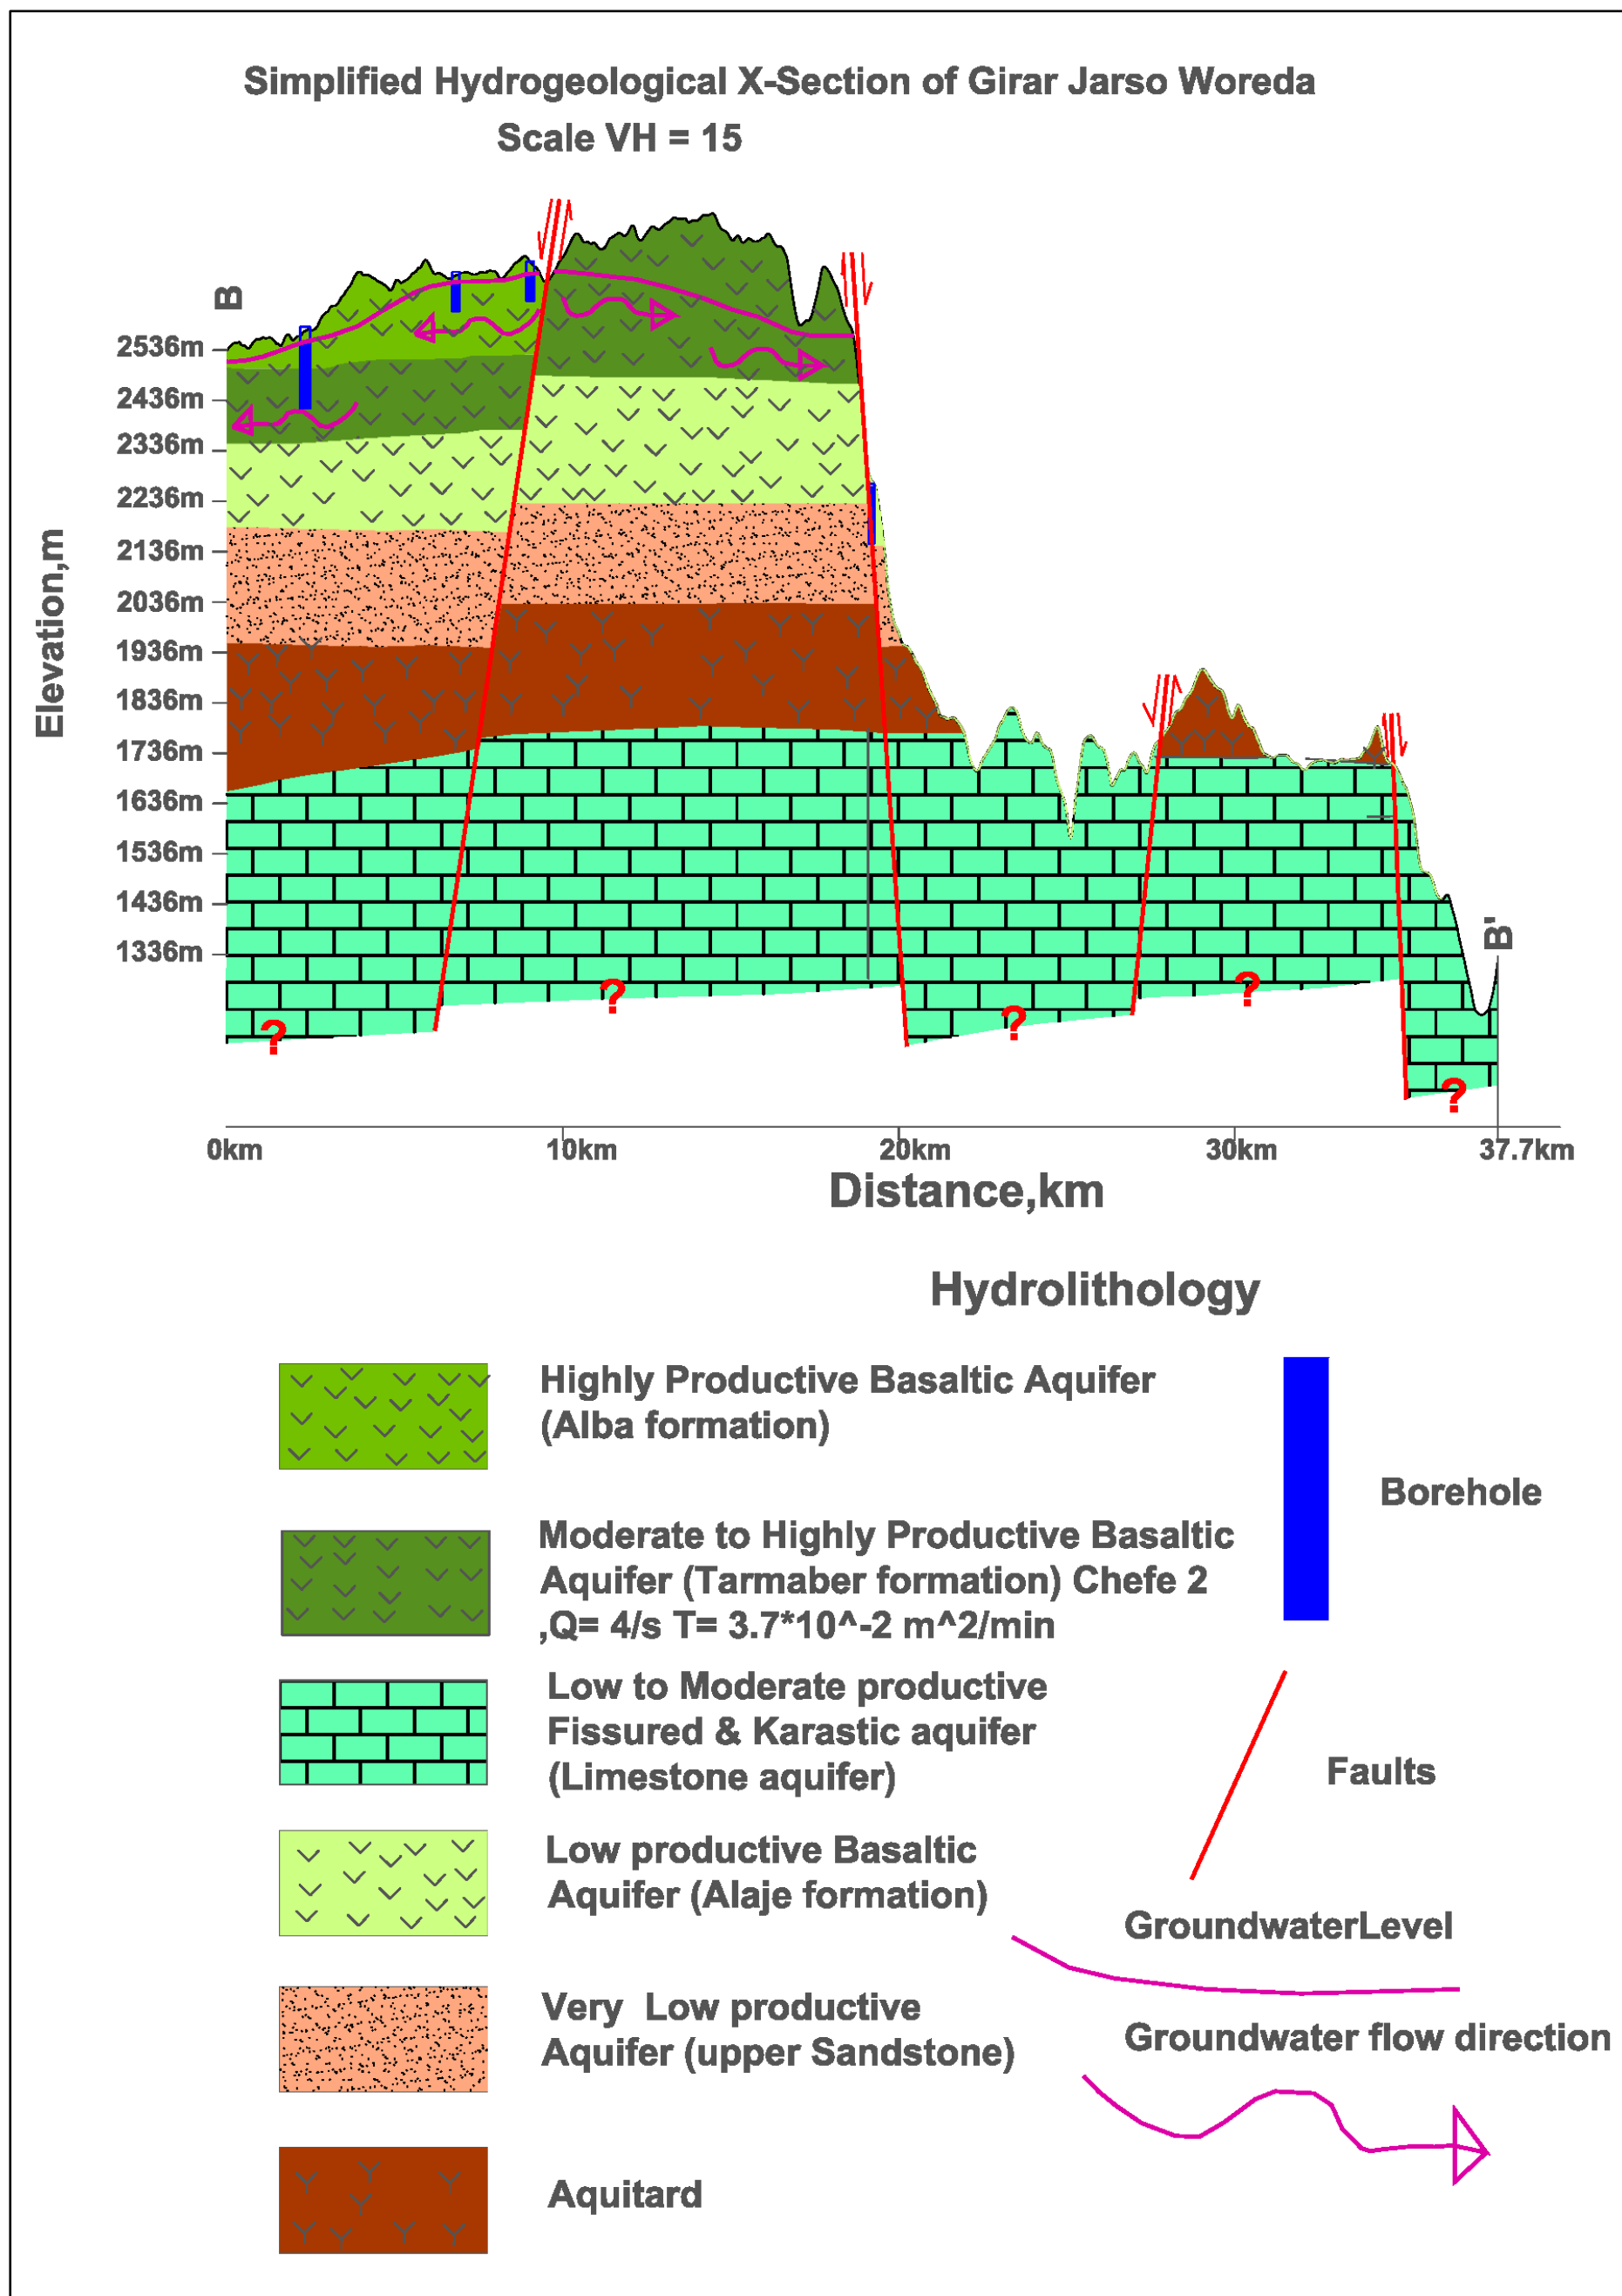 Simplified Hydrogeological X-Section of Girar Jarso Woreda
Scale VH = 15
B
2536m
2436m
2336m
2236m
2136m
2036m
1936m
1836m
1736m
1636m
1536m
1436m
1336m
Elevation,m
B'
?
?
?
?
?
0km
10km
20km
30km
37.7km
Distance,km
Hydrolithology
Highly Productive Basaltic Aquifer
(Alba formation)
Moderate to Highly Productive Basaltic
Aquifer (Tarmaber formation) Chefe 2
,Q= 4/s T= 3.7*10^-2 m^2/min
Low to Moderate productive
Fissured & Karastic aquifer
(Limestone aquifer)
Low productive Basaltic
Aquifer (Alaje formation)
Very Low productive
Aquifer (upper Sandstone)
Aquitard
Borehole
Faults
GroundwaterLevel
Groundwater flow direction